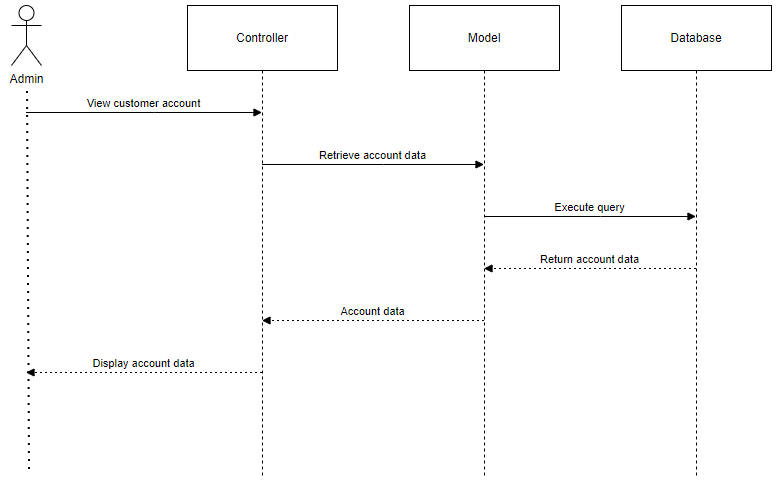 Controller
Model
Database
Admin
View customer account
Retrieve account data
Execute query
Return account data
Account data
Display account data